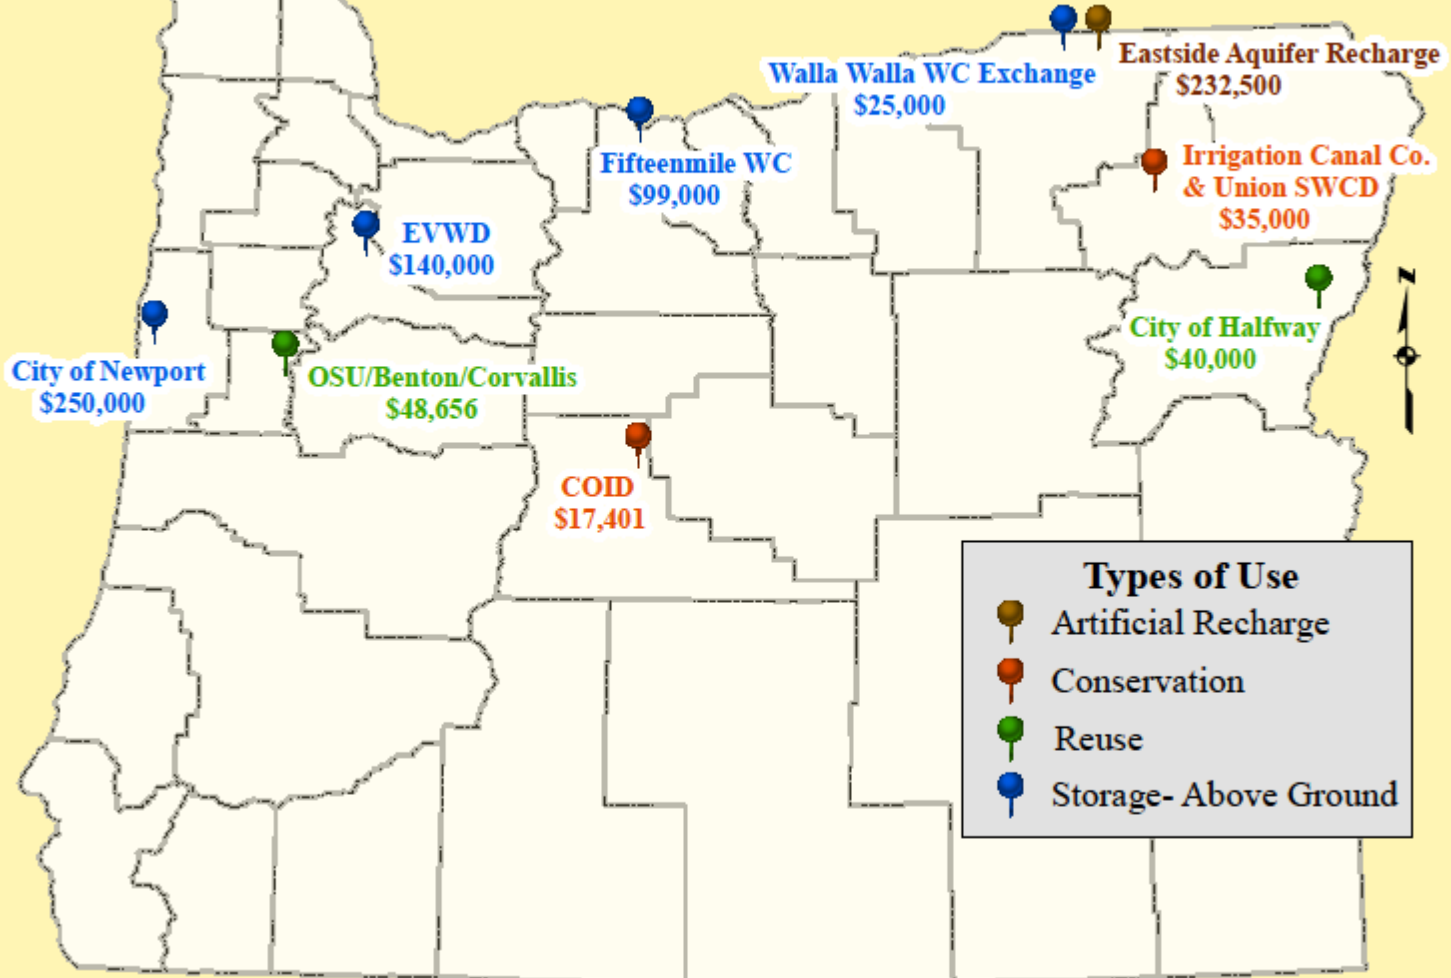 Eastside Aquifer Recharge
$232,500
Walla Walla WC Exchange
$25,000
Fifteenmile WC
$99,000
Irrigation Canal Co.
& Union SWCD
$35,000
EVWD
$140,000
City of Halfway
$40,000
City of Newport
$250,000
OSU/Benton/Corvallis
$48,656
COID
$17,401
N
Types of Use
Artificial Recharge
Conservation
Reuse
Storage- Above Ground